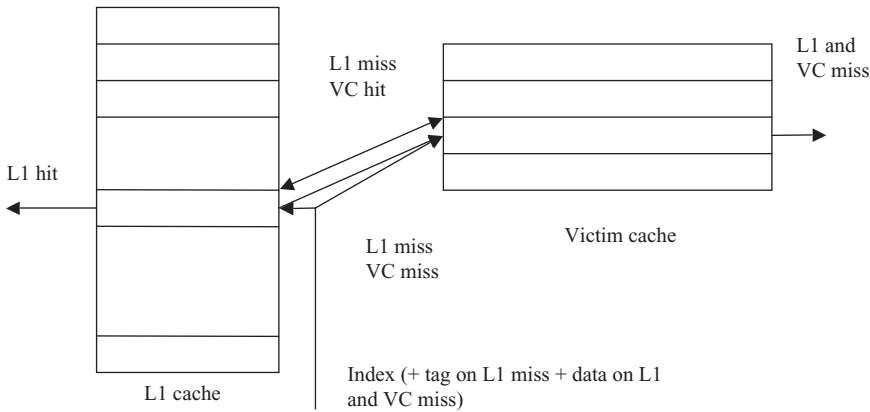 L1 and
VC miss
L1 miss
VC hit
L1 hit
Victim cache
L1 miss
VC miss
Index (+ tag on L1 miss + data on L1
and VC miss)
L1 cache